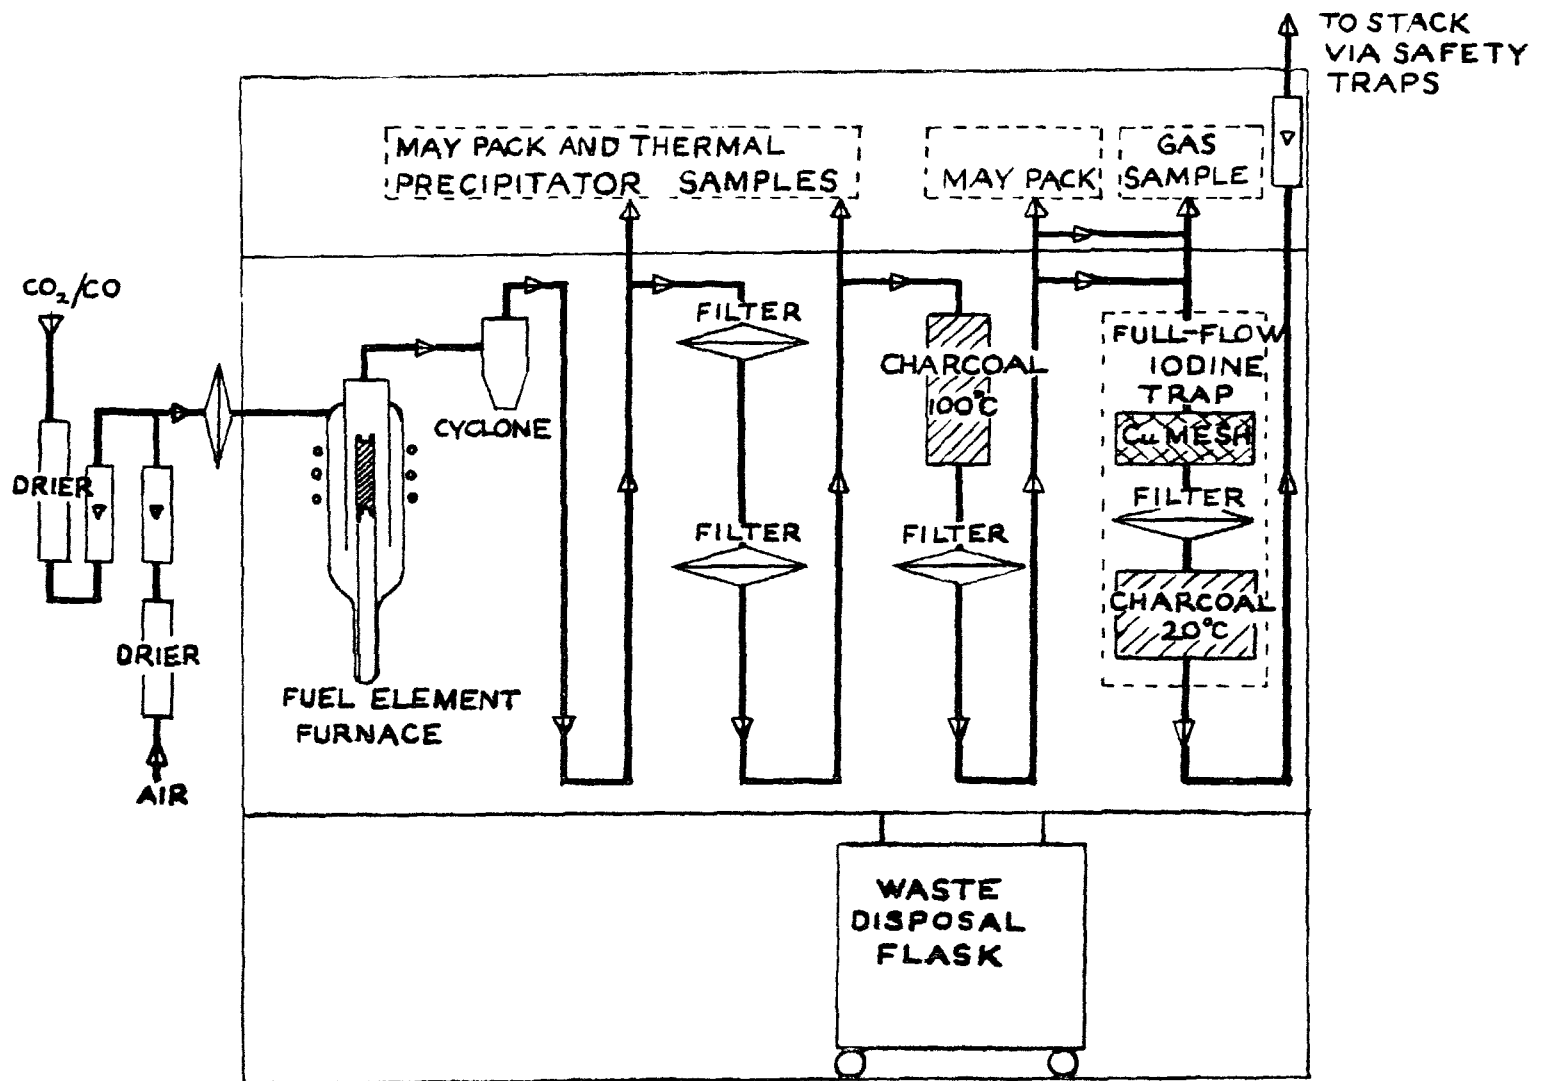 TO STACK
VIA SAFETY
TRAPS
MAY PACK AND THERMAL
PRECIPITATOR SAMPLES
MAY PACK
GAS
SAMPLE
CO₂/CO
DRIER
DRIER
AIR
FUEL ELEMENT
FURNACE
CYCLONE
FILTER
FILTER
CHARCOAL
100°C
FILTER
FULL-FLOW
IODINE
TRAP
Cu MESH
FILTER
CHARCOAL
20°C
WASTE
DISPOSAL
FLASK